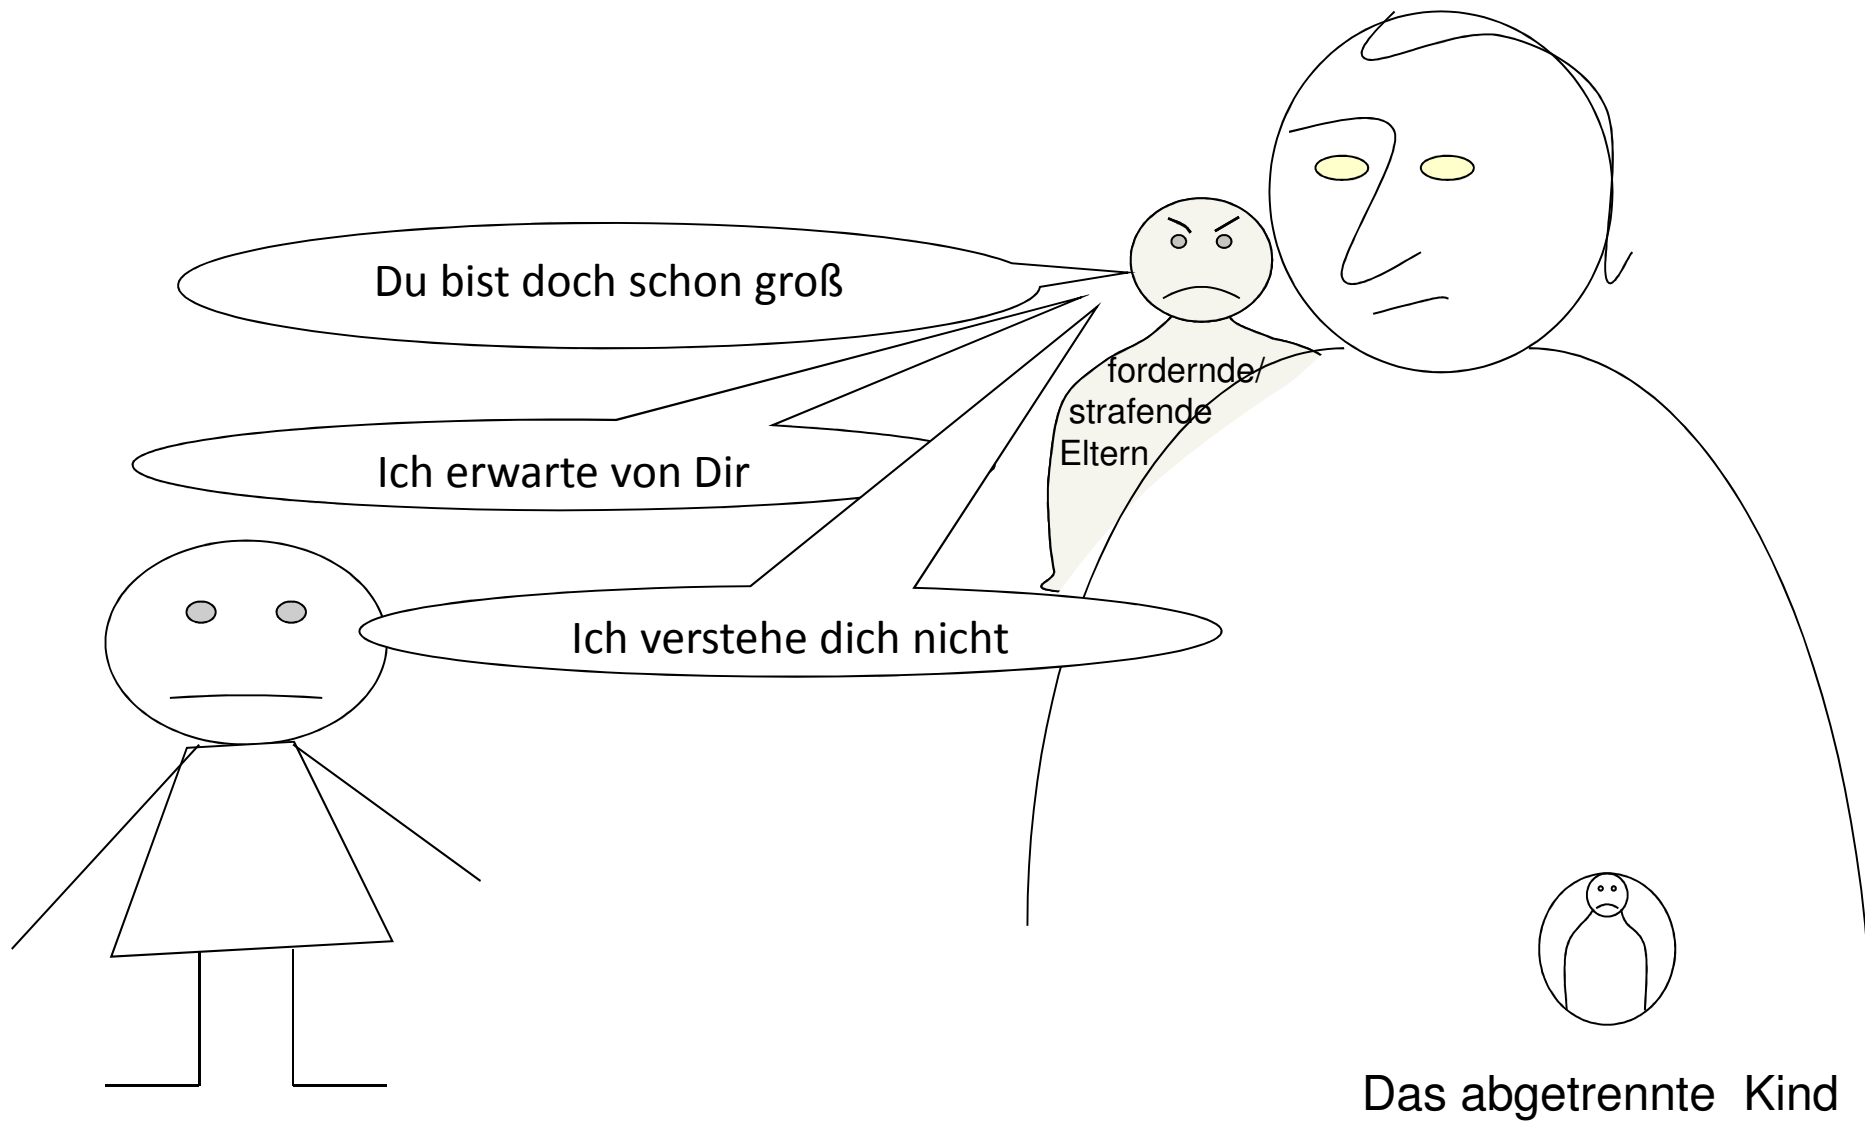 Du bist doch schon groß
fordernde/
strafende
Eltern
Ich erwarte von Dir
Ich verstehe dich nicht
Das abgetrennte  Kind